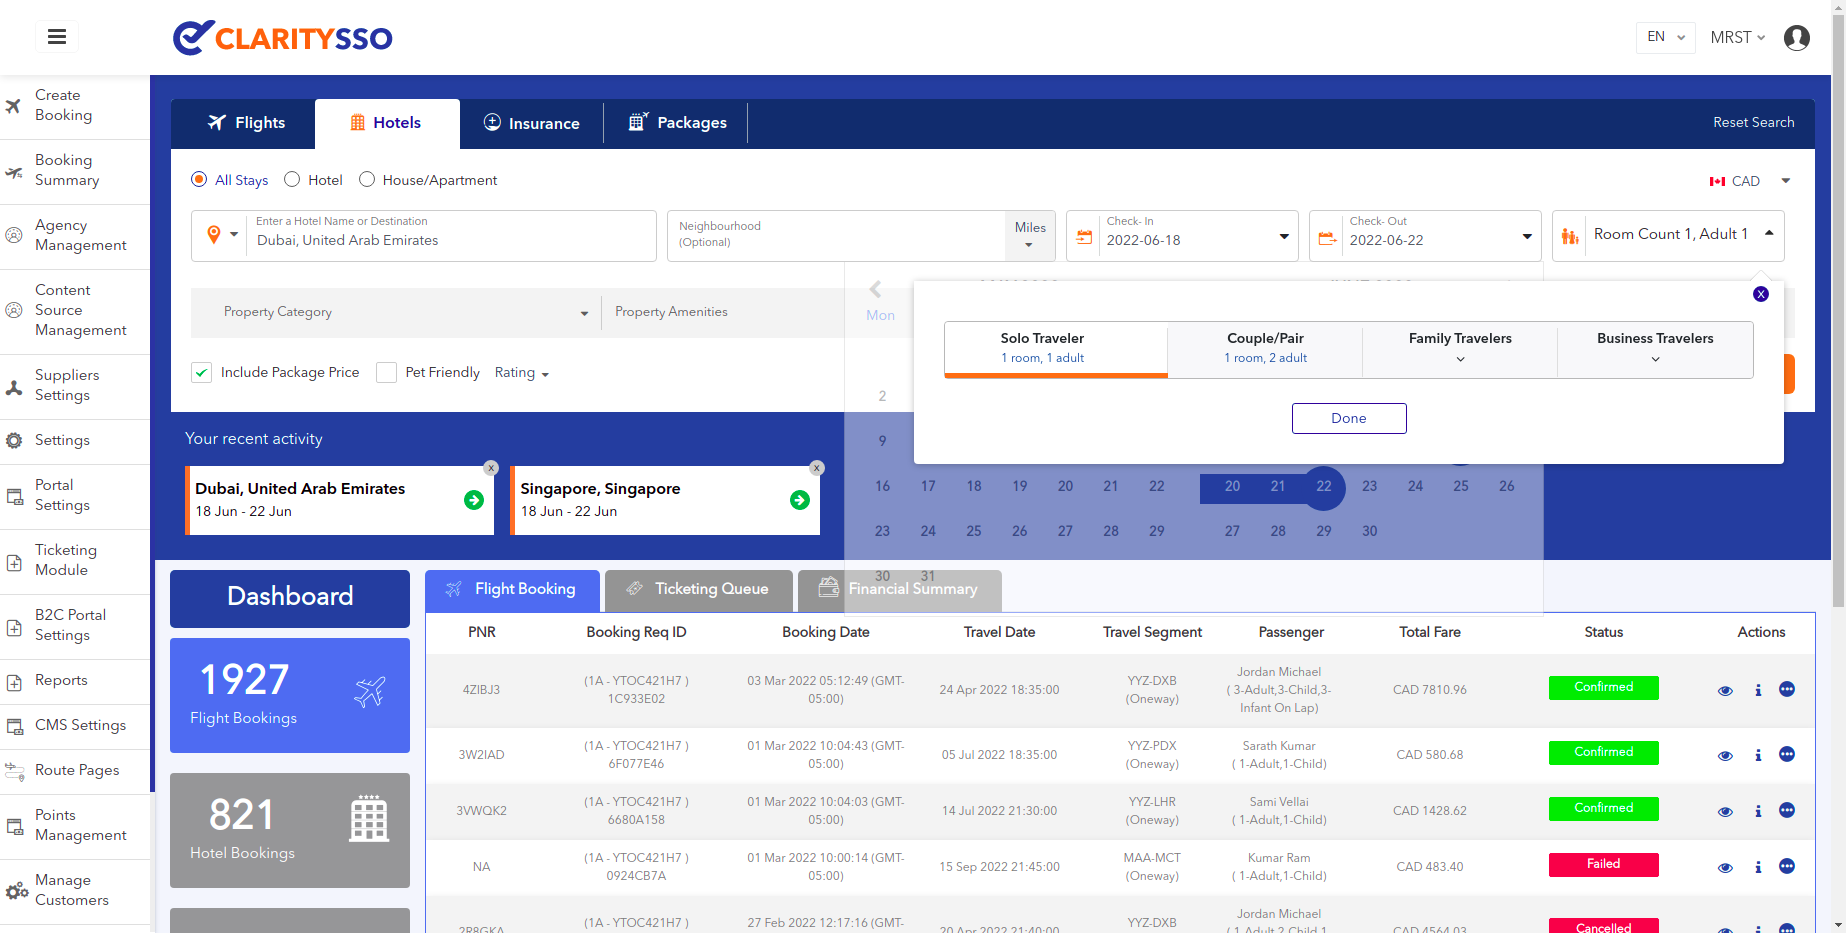 CLARITYSSO
EN
MRST
Create
Booking
Booking
Summary
Agency
Management
Content
Source
Management
Suppliers
Settings
Settings
Portal
Settings
Ticketing
Module
B2C Portal
Settings
Reports
CMS Settings
Route Pages
Points
Management
Manage
Customers
Flights
Hotels
Insurance
Packages
Reset Search
All Stays
Hotel
House/Apartment
CAD
Enter a Hotel Name or Destination
Dubai, United Arab Emirates
Neighbourhood
(Optional)
Miles
Check- In
2022-06-18
Check- Out
2022-06-22
Room Count 1, Adult 1
Property Category
Property Amenities
Mon
X
Solo Traveler
1 room, 1 adult
Couple/Pair
1 room, 2 adult
Family Travelers
Business Travelers
Done
Include Package Price
Pet Friendly
Rating
2
9
16 17 18 19 20 21 22 20 21 22 23 24 25 26
23 24 25 26 27 28 29 27 28 29 30
30 31
Your recent activity
X
Dubai, United Arab Emirates
18 Jun - 22 Jun
X
Singapore, Singapore
18 Jun - 22 Jun
Dashboard
1927
Flight Bookings
821
Hotel Bookings
Flight Booking
Ticketing Queue
Financial Summary
PNR Booking Req ID Booking Date Travel Date Travel Segment Passenger Total Fare Status Actions
4ZIBJ3
(1A - YTOC421H7 )
1C933E02
03 Mar 2022 05:12:49 (GMT-
05:00)
24 Apr 2022 18:35:00
YYZ-DXB
(Oneway)
Jordan Michael
( 3-Adult,3-Child,3-
Infant On Lap)
CAD 7810.96
Confirmed
3W2IAD
(1A - YTOC421H7 )
6F077E46
01 Mar 2022 10:04:43 (GMT-
05:00)
05 Jul 2022 18:35:00
YYZ-PDX
(Oneway)
Sarath Kumar
( 1-Adult,1-Child)
CAD 580.68
Confirmed
3VWQK2
(1A - YTOC421H7 )
6680A158
01 Mar 2022 10:04:03 (GMT-
05:00)
14 Jul 2022 21:30:00
YYZ-LHR
(Oneway)
Sami Vellai
( 1-Adult,1-Child)
CAD 1428.62
Confirmed
NA
(1A - YTOC421H7 )
0924CB7A
01 Mar 2022 10:00:14 (GMT-
05:00)
15 Sep 2022 21:45:00
MAA-MCT
(Oneway)
Kumar Ram
( 1-Adult,1-Child)
CAD 483.40
Failed
2R8GKA
(1A - YTOC421H7 )
27 Feb 2022 12:17:16 (GMT-
20 Apr 2022 21:40:00
YYZ-DXB
Jordan Michael
( 1-Adult,2-Child,1
CAD 4564.03
Cancelled